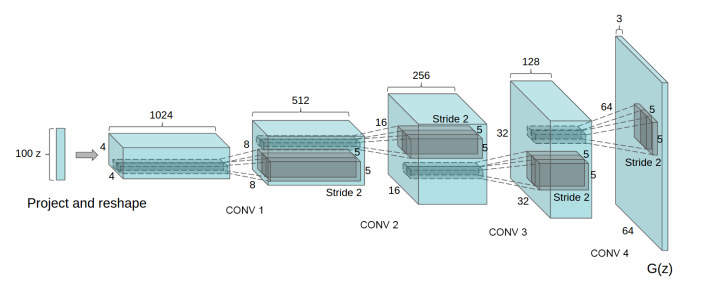 100 z
Project and reshape
1024
4
4
CONV 1
512
8
8
5
5
Stride 2
CONV 2
256
16
16
Stride 2
5
5
CONV 3
128
32
32
5
5
Stride 2
CONV 4
3
64
64
5
5
Stride 2
G(z)